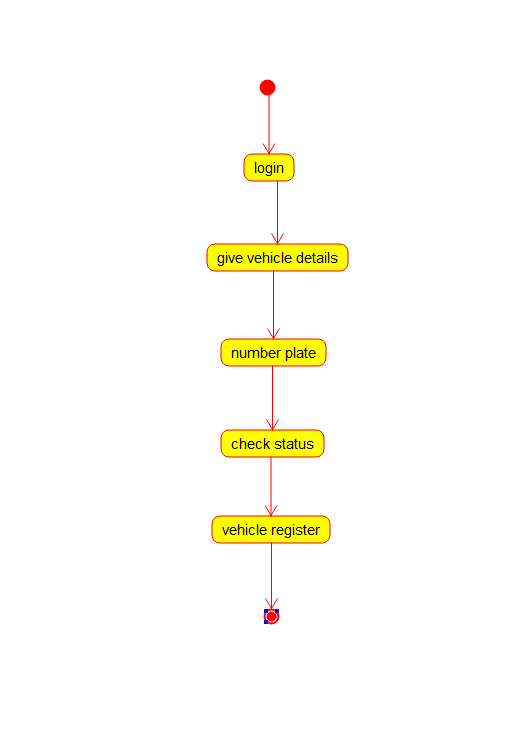 login
give vehicle details
number plate
check status
vehicle register